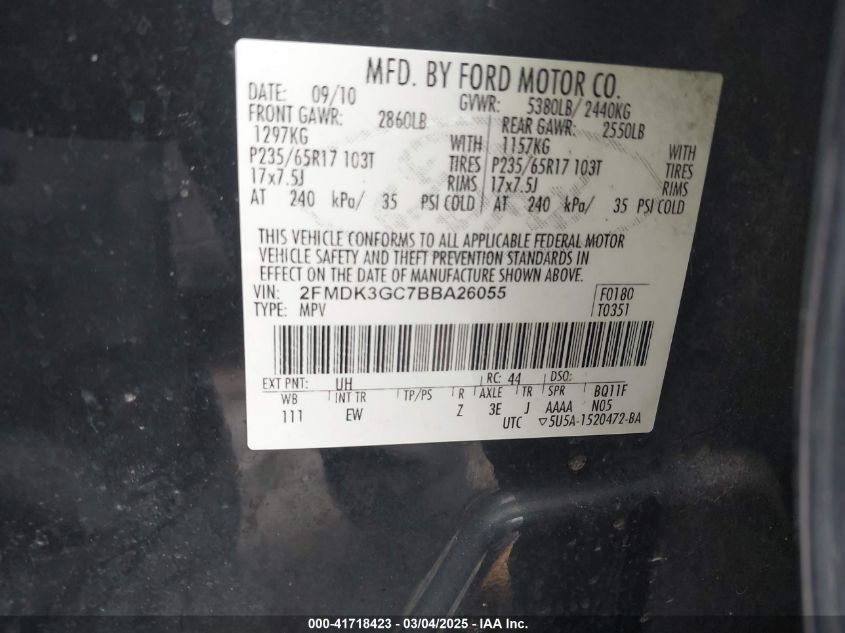 MFD. BY FORD MOTOR CO.
DATE: 09/10 GVWR: 5380LB/ 2440KG
FRONT GAWR: 2860LB REAR GAWR: 2550LB
1297KG WITH 1157KG WITH
P235/65R17 103T TIRES P235/65R17 103T TIRES
17x7.5J RIMS 17x7.5J RIMS
AT 240 kPa/ 35 PSI COLD AT 240 kPa/ 35 PSI COLD
THIS VEHICLE CONFORMS TO ALL APPLICABLE FEDERAL MOTOR
VEHICLE SAFETY AND THEFT PREVENTION STANDARDS IN
EFFECT ON THE DATE OF MANUFACTURE SHOWN ABOVE.
VIN: 2FMDK3GC7BBA26055 F0180
TYPE: MPV T0351
EXT PNT: UH RC: 44 DSO:
WB INT TR TP/PS R AXLE TR SPR BQ11F
111 EW Z 3E J AAAA N05
UTC ▽5U5A-1520472-BA
000-41718423 - 03/04/2025 - IAA Inc.